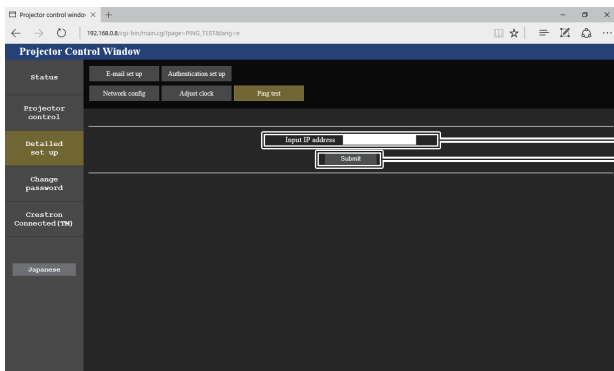 Projector control windov
192.168.0.8/cgi-bin/main.cgi?page=PING_TEST&lang=e
Projector Control Window
Status
E-mail set up
Authentication set up
Network config
Adjust clock
Ping test
Projector
control
Input IP address
Detailed
set up
Submit
Change
password
Crestron
Connected(TM)
Japanese